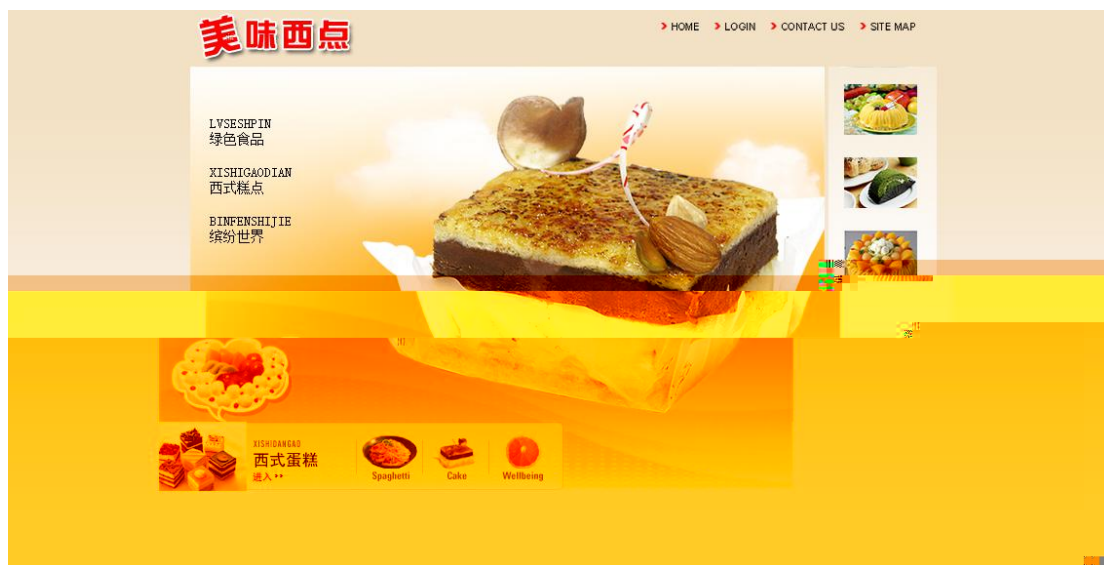 美味西点
HOME LOGIN CONTACT US SITE MAP
LVSESHPIN
绿色食品
XISHIGAODIAN
西式糕点
BINFENSHIJIE
缤纷世界
XISHIDANGAO
西式蛋糕
进入
Spaghetti Cake Wellbeing